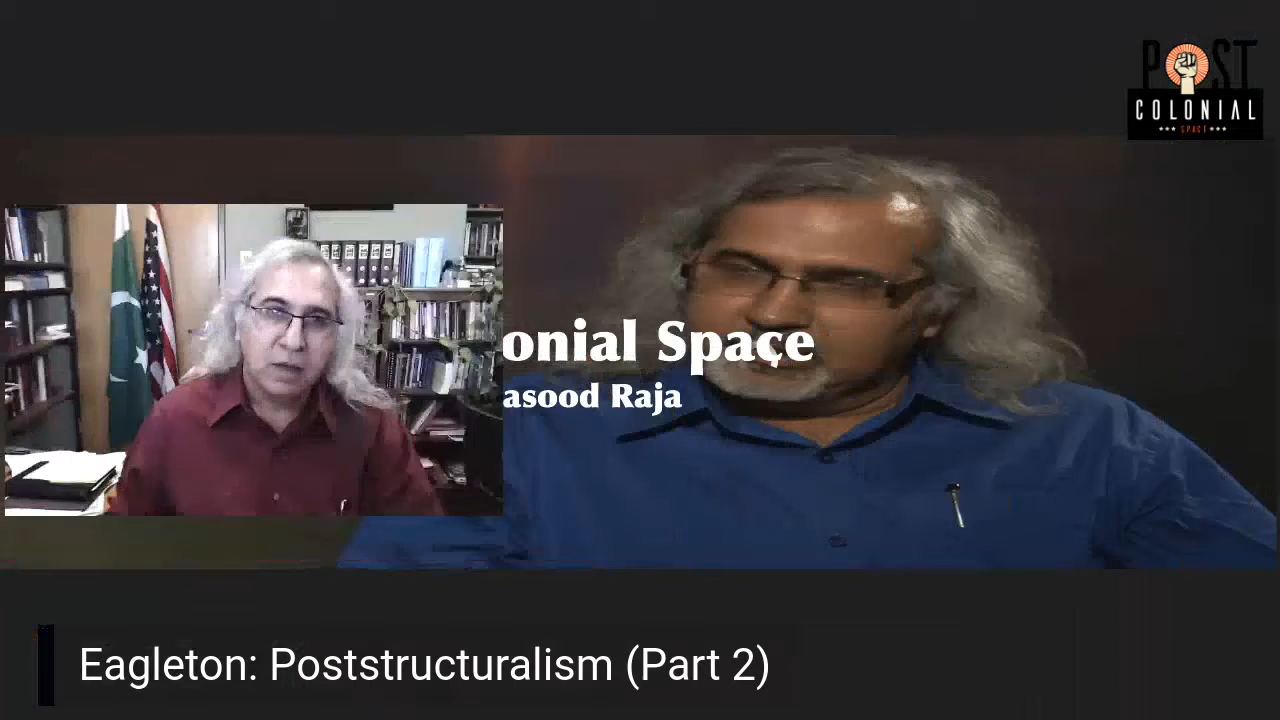 POST
COLONIAL
SPACE
onial Space
asood Raja
Eagleton: Poststructuralism (Part 2)